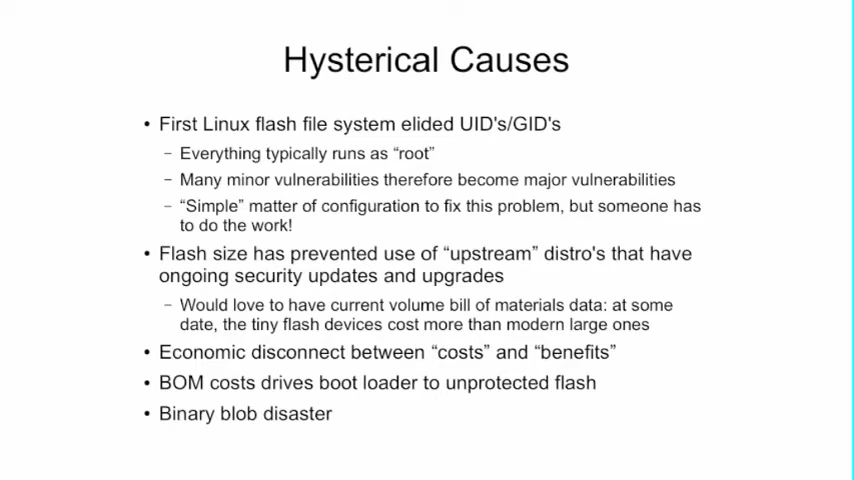 Hysterical Causes
• First Linux flash file system elided UID's/GID's
– Everything typically runs as “root”
– Many minor vulnerabilities therefore become major vulnerabilities
– “Simple” matter of configuration to fix this problem, but someone has
to do the work!
• Flash size has prevented use of “upstream” distro's that have
ongoing security updates and upgrades
– Would love to have current volume bill of materials data: at some
date, the tiny flash devices cost more than modern large ones
• Economic disconnect between “costs” and “benefits”
• BOM costs drives boot loader to unprotected flash
• Binary blob disaster